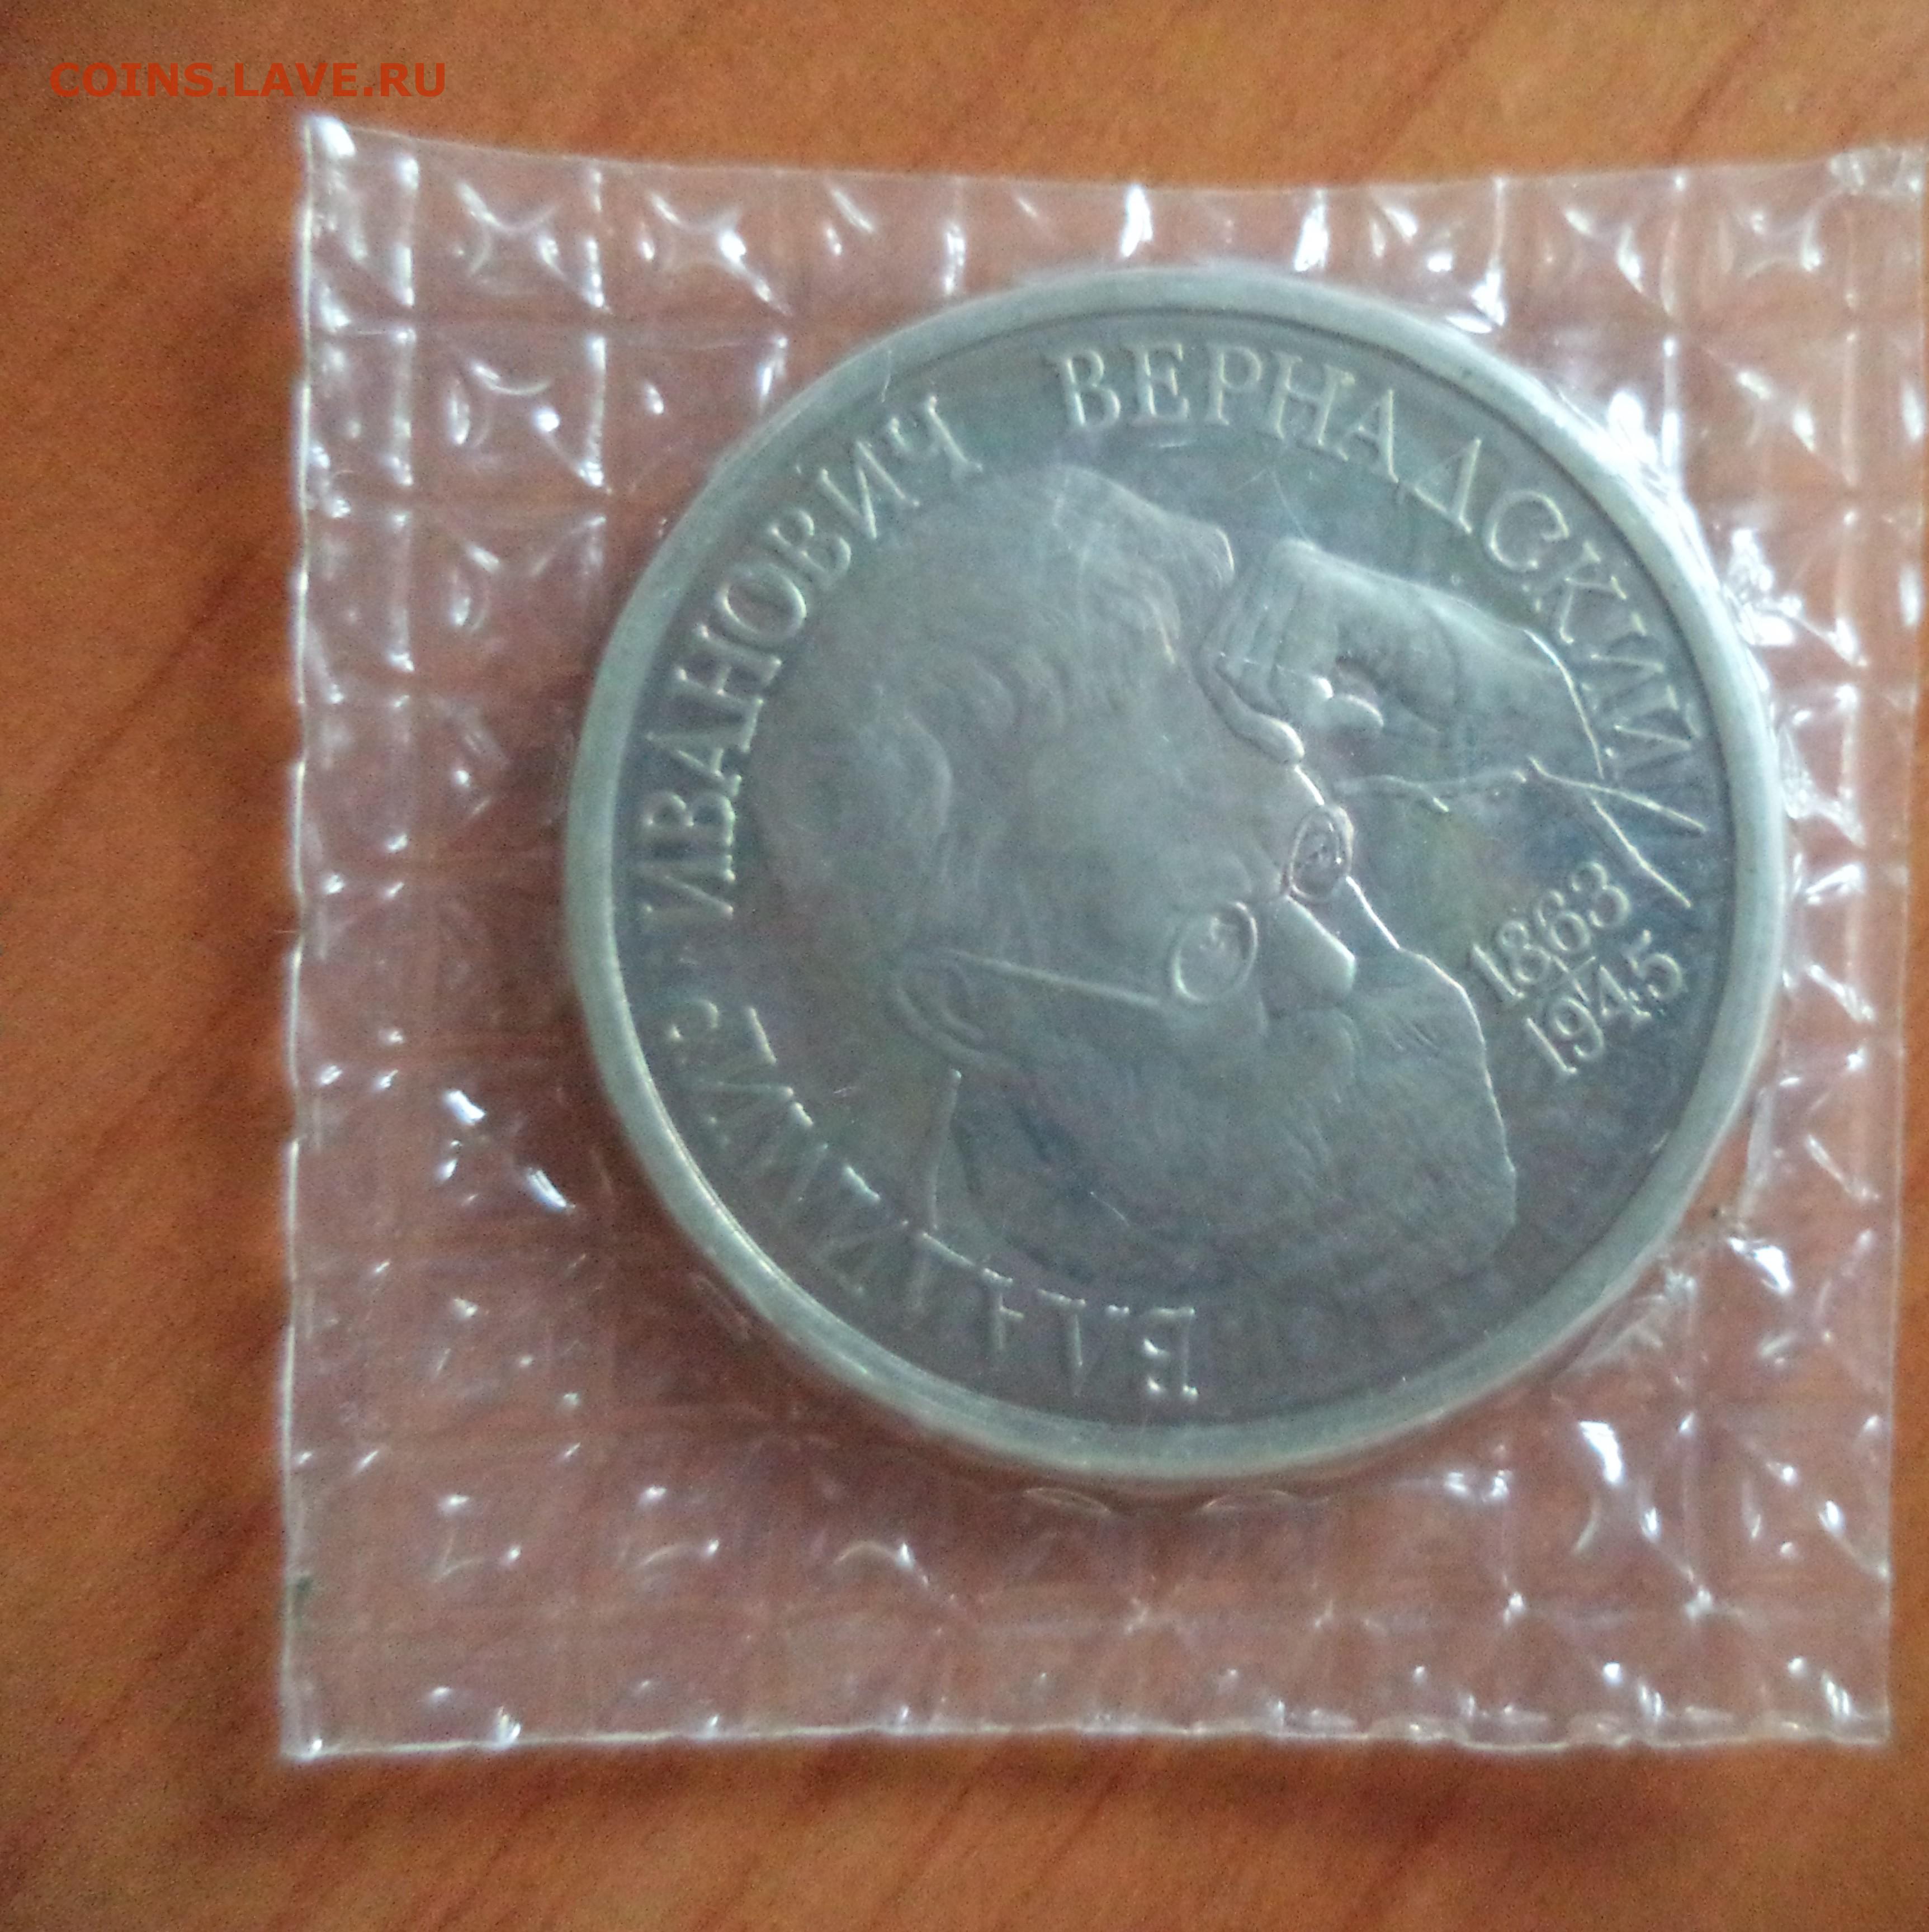 COINS.LAVE.RU
ВЛАДИМИР ИВАНОВИЧ ВЕРНАДСКИЙ
1863
1945